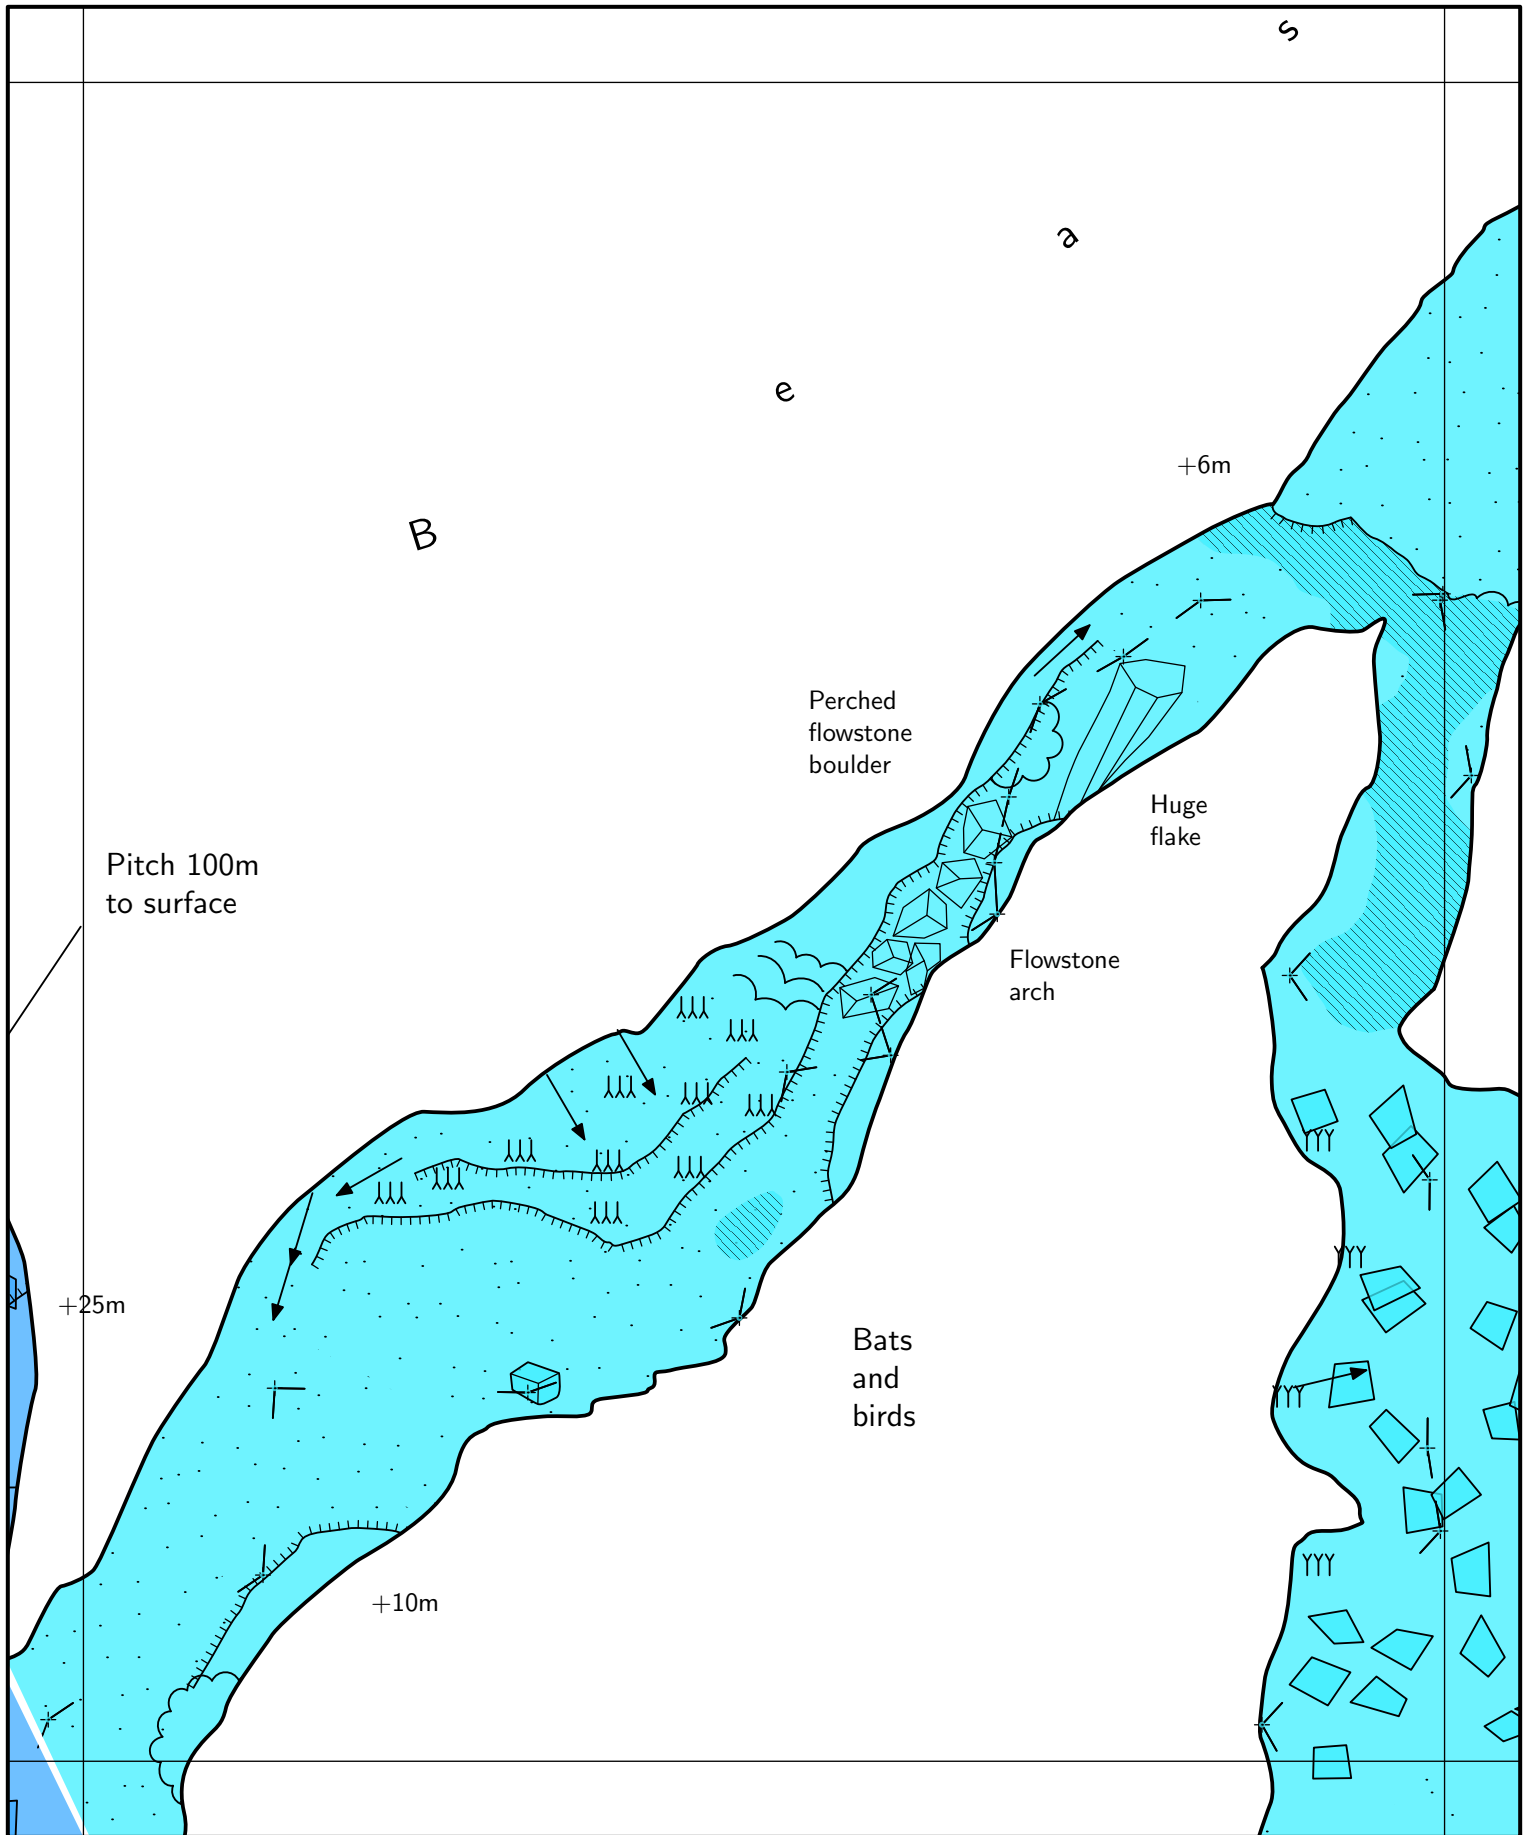 s
a
e
+6m
B
Perched
flowstone
boulder
Huge
flake
Pitch 100m
to surface
Flowstone
arch
+25m
Bats
and
birds
+10m